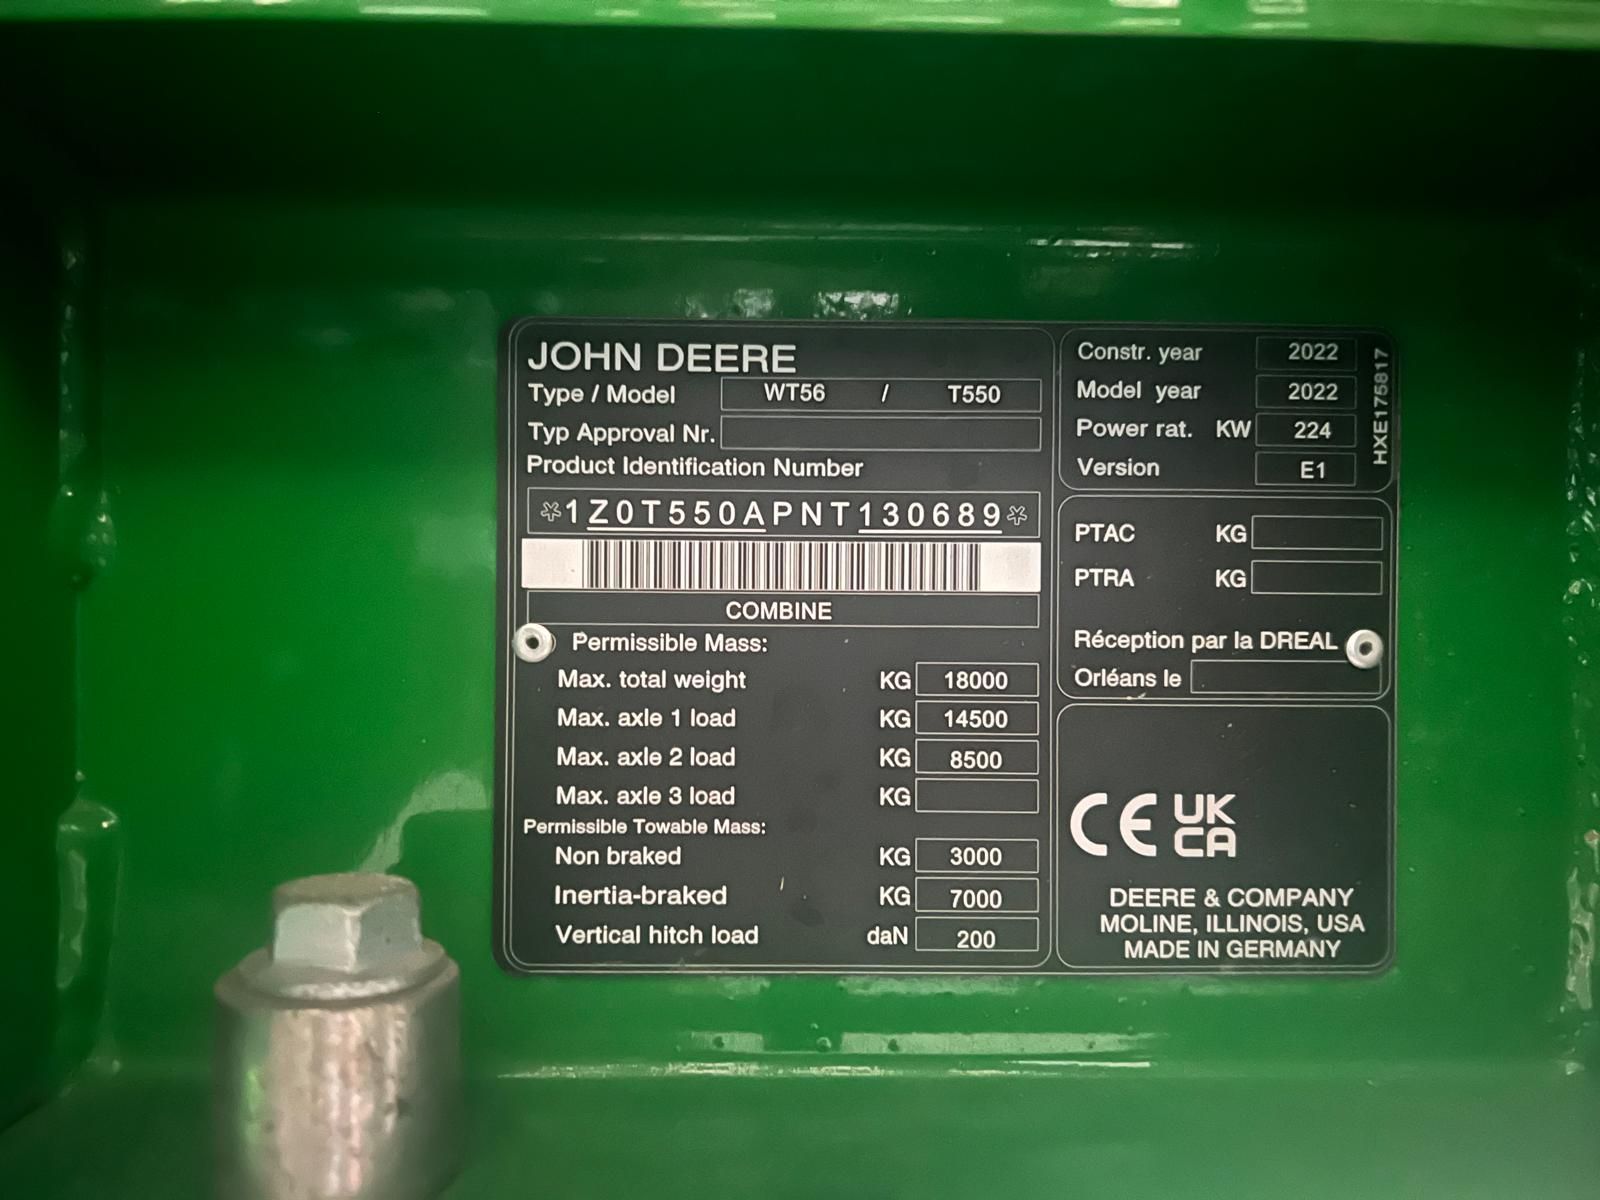 JOHN DEERE
Type / Model WT56 / T550
Typ Approval Nr.
Product Identification Number
*1Z0T550APNT130689*
COMBINE
Permissible Mass:
Max. total weight KG 18000
Max. axle 1 load KG 14500
Max. axle 2 load KG 8500
Max. axle 3 load KG
Permissible Towable Mass:
Non braked KG 3000
Inertia-braked KG 7000
Vertical hitch load daN 200
Constr. year 2022
Model year 2022
Power rat. KW 224
Version E1
HXE175817
PTAC KG
PTRA KG
Réception par la DREAL
Orléans le
CE UK
CA
DEERE & COMPANY
MOLINE, ILLINOIS, USA
MADE IN GERMANY